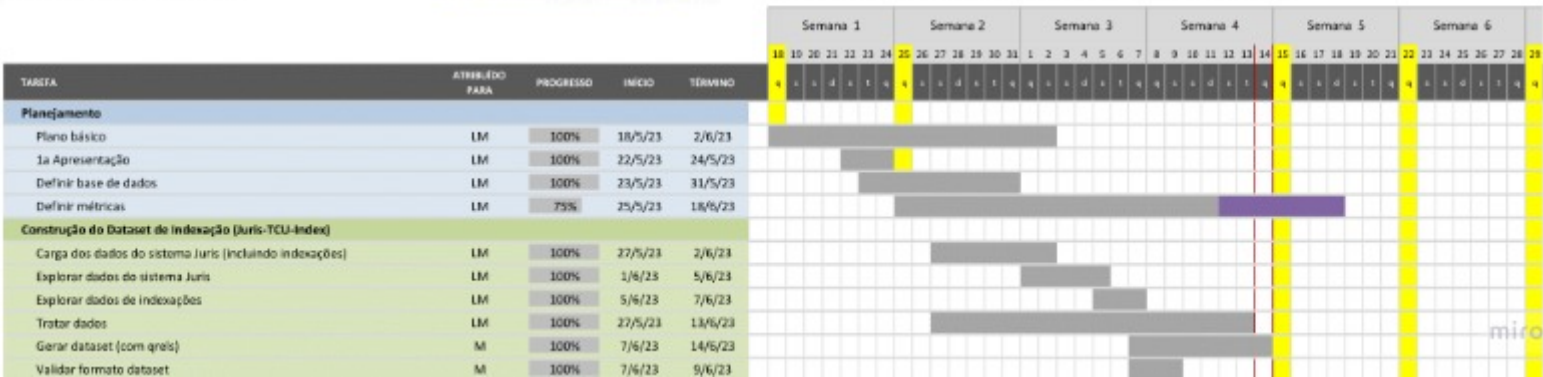 Semana 1 Semana 2 Semana 3 Semana 4 Semana 5 Semana 6
18 19 20 21 22 23 24 25 26 27 28 29 30 31 1 2 3 4 5 6 7 8 9 10 11 12 13 14 15 16 17 18 19 20 21 22 23 24 25 26 27 28 29
TAREFA ATRIBUÍDO PARA PROGRESSO INÍCIO TÉRMINO
Planejamento
Plano básico LM 100% 18/5/23 2/6/23
1a Apresentação LM 100% 22/5/23 24/5/23
Definir base de dados LM 100% 23/5/23 31/5/23
Definir métricas LM 75% 25/5/23 18/6/23
Construção do Dataset de Indexação (Juris-TCU-Index)
Carga dos dados do sistema Juris (incluindo indexações) LM 100% 27/5/23 2/6/23
Explorar dados do sistema Juris LM 100% 1/6/23 5/6/23
Explorar dados de indexações LM 100% 5/6/23 7/6/23
Tratar dados LM 100% 27/5/23 13/6/23
Gerar dataset (com qrels) M 100% 7/6/23 14/6/23
Validar formato dataset M 100% 7/6/23 9/6/23
miro